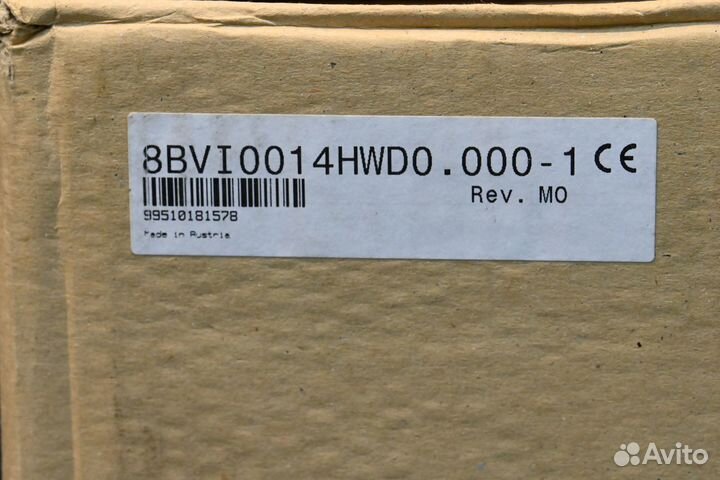 8BVI0014HWD0.000-1 CE
Rev. M0
99510181578
Made in Austria
Avito